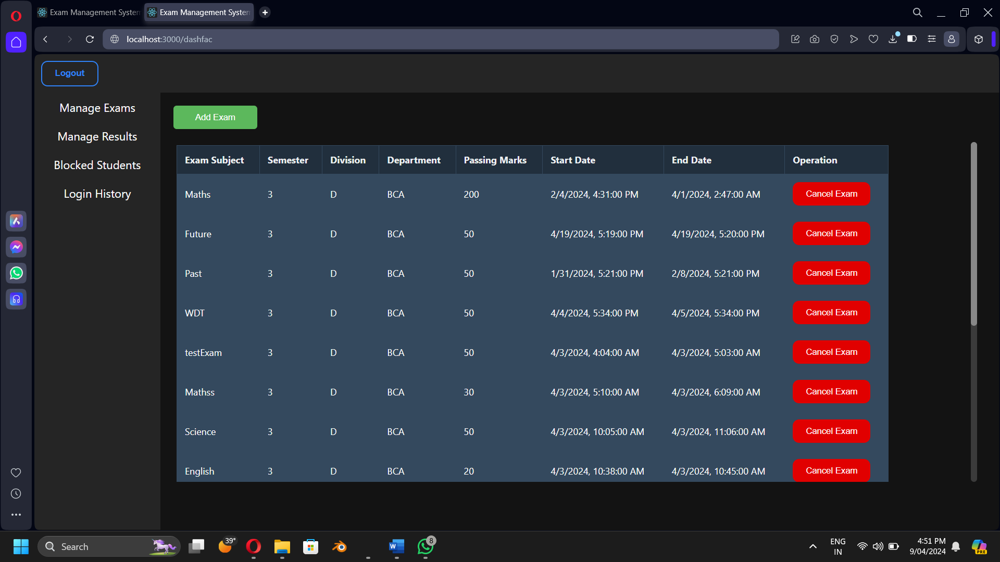 Exam Management System
Exam Management System
localhost:3000/dashfac
Logout
Manage Exams
Manage Results
Blocked Students
Login History
Add Exam
Exam Subject Semester Division Department Passing Marks Start Date End Date Operation
Maths 3 D BCA 200 2/4/2024, 4:31:00 PM 4/1/2024, 2:47:00 AM Cancel Exam
Future 3 D BCA 50 4/19/2024, 5:19:00 PM 4/19/2024, 5:20:00 PM Cancel Exam
Past 3 D BCA 50 1/31/2024, 5:21:00 PM 2/8/2024, 5:21:00 PM Cancel Exam
WDT 3 D BCA 50 4/4/2024, 5:34:00 PM 4/5/2024, 5:34:00 PM Cancel Exam
testExam 3 D BCA 50 4/3/2024, 4:04:00 AM 4/3/2024, 5:03:00 AM Cancel Exam
Mathss 3 D BCA 30 4/3/2024, 5:10:00 AM 4/3/2024, 6:09:00 AM Cancel Exam
Science 3 D BCA 50 4/3/2024, 10:05:00 AM 4/3/2024, 11:06:00 AM Cancel Exam
English 3 D BCA 20 4/3/2024, 10:38:00 AM 4/3/2024, 10:45:00 AM Cancel Exam
Search
39°
W
8
ENG
IN
4:51 PM
9/04/2024
PRE